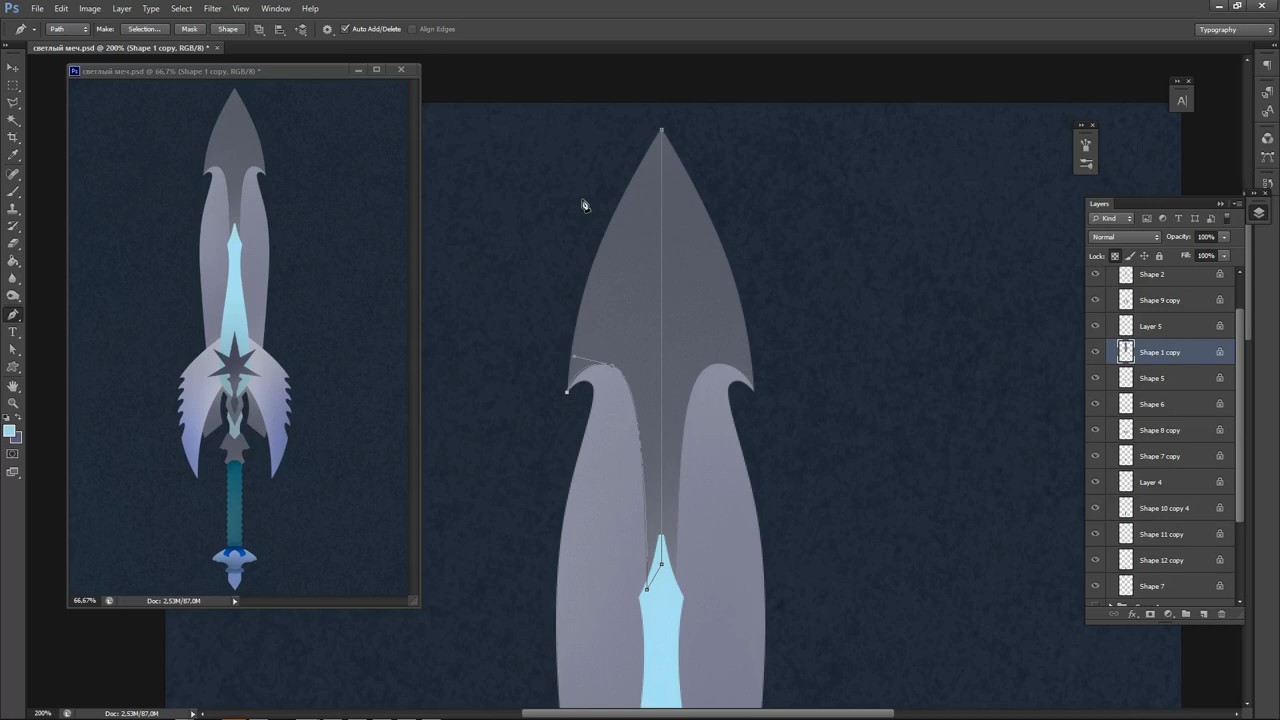 Ps File Edit Image Layer Type Select Filter View Window Help
Path Make: Selection... Mask Shape Auto Add/Delete Align Edges Typography
светлый меч.psd @ 200% (Shape 1 copy, RGB/8) * ×
светлый меч.psd @ 66,7% (Shape 1 copy, RGB/8) *
A|
Layers
Kind
Normal Opacity: 100%
Lock: Fill: 100%
Shape 2
Shape 9 copy
Layer 5
Shape 1 copy
Shape 5
Shape 6
Shape 8 copy
Shape 7 copy
Layer 4
Shape 10 copy 4
Shape 11 copy
Shape 12 copy
Shape 7
fx
66,67% Doc: 2,53M/87,0M
200% Doc: 2,53M/87,0M